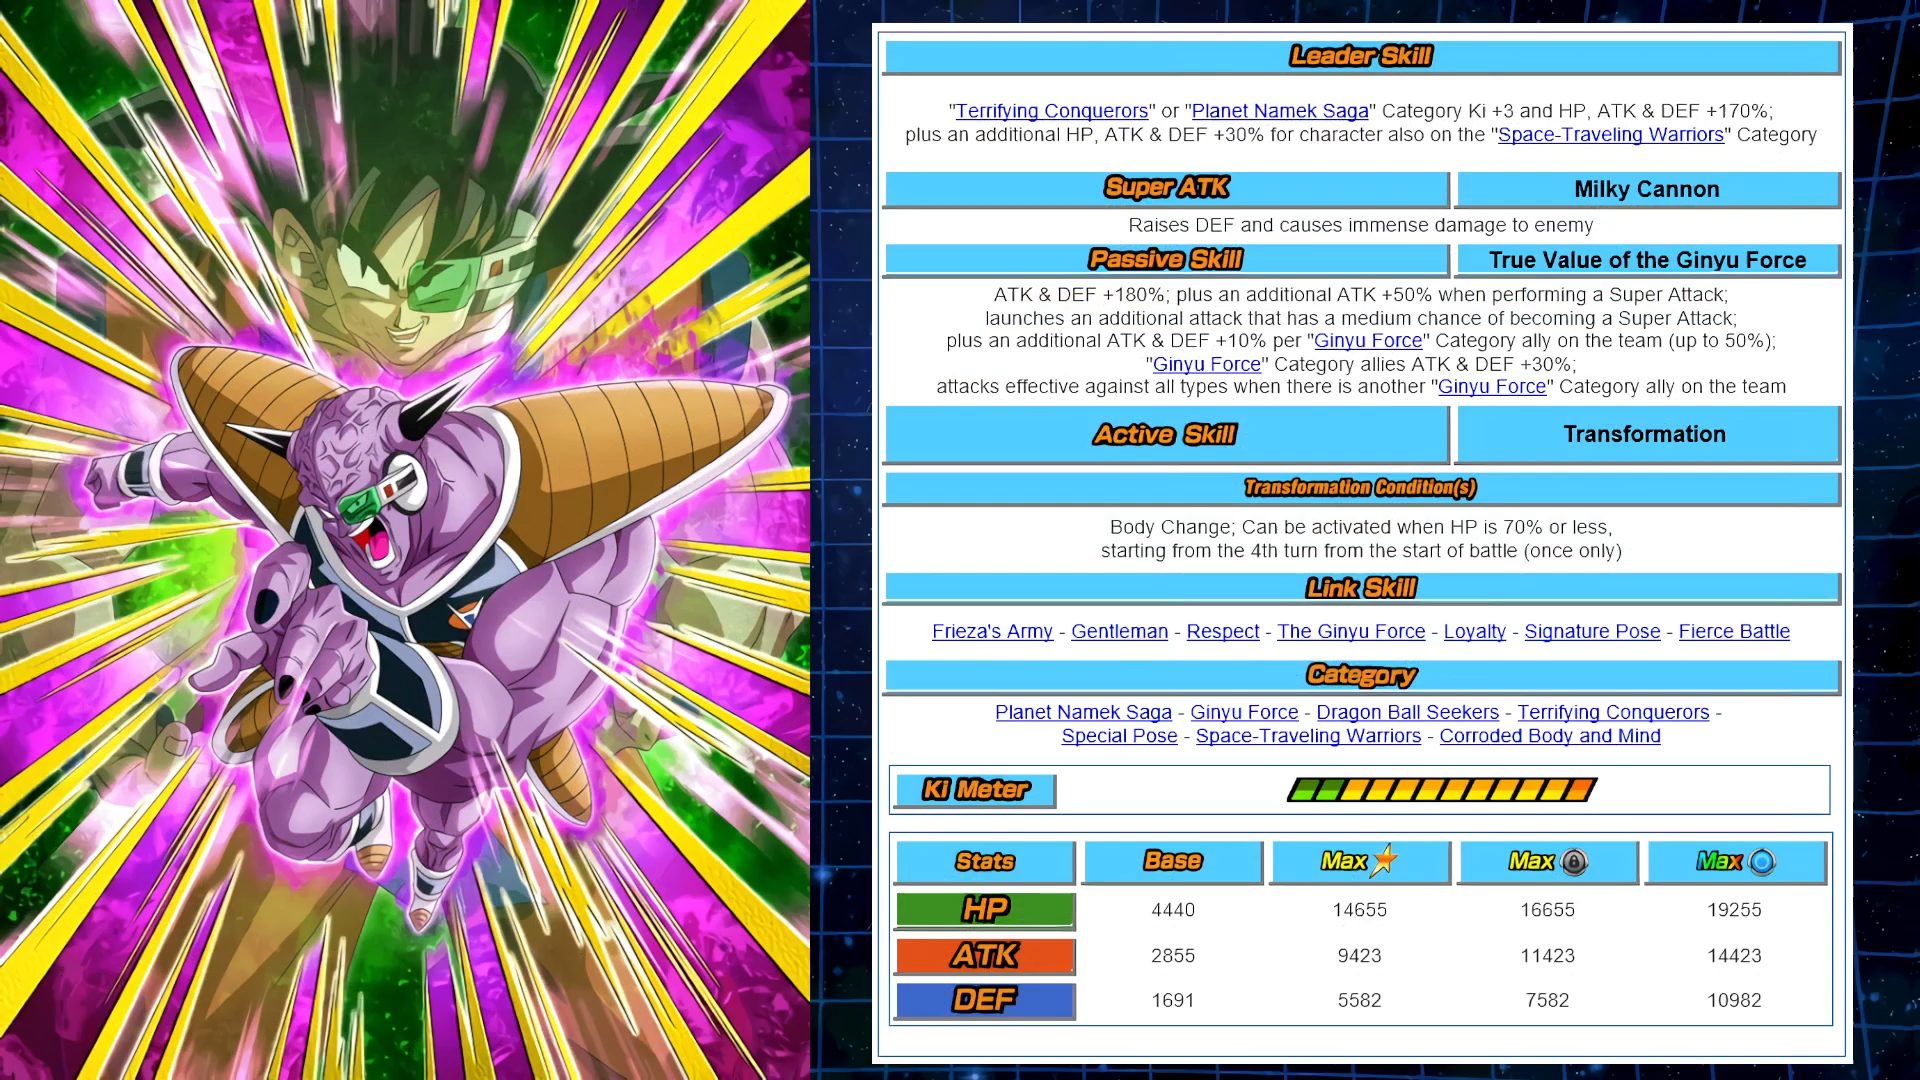 Leader Skill
"Terrifying Conquerors" or "Planet Namek Saga" Category Ki +3 and HP, ATK & DEF +170%;
plus an additional HP, ATK & DEF +30% for character also on the "Space-Traveling Warriors" Category
Super ATK Milky Cannon
Raises DEF and causes immense damage to enemy
Passive Skill True Value of the Ginyu Force
ATK & DEF +180%; plus an additional ATK +50% when performing a Super Attack;
launches an additional attack that has a medium chance of becoming a Super Attack;
plus an additional ATK & DEF +10% per "Ginyu Force" Category ally on the team (up to 50%);
"Ginyu Force" Category allies ATK & DEF +30%;
attacks effective against all types when there is another "Ginyu Force" Category ally on the team
Active Skill Transformation
Transformation Condition(s)
Body Change; Can be activated when HP is 70% or less,
starting from the 4th turn from the start of battle (once only)
Link Skill
Frieza's Army - Gentleman - Respect - The Ginyu Force - Loyalty - Signature Pose - Fierce Battle
Category
Planet Namek Saga - Ginyu Force - Dragon Ball Seekers - Terrifying Conquerors -
Special Pose - Space-Traveling Warriors - Corroded Body and Mind
Ki Meter
Stats Base Max Max Max
HP 4440 14655 16655 19255
ATK 2855 9423 11423 14423
DEF 1691 5582 7582 10982